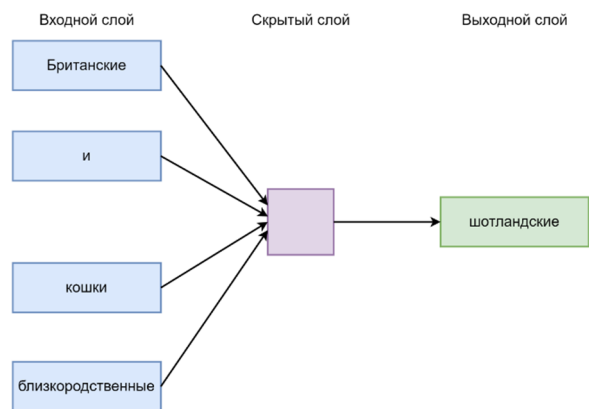 Входной слой
Скрытый слой
Выходной слой
Британские
и
шотландские
кошки
близкородственные